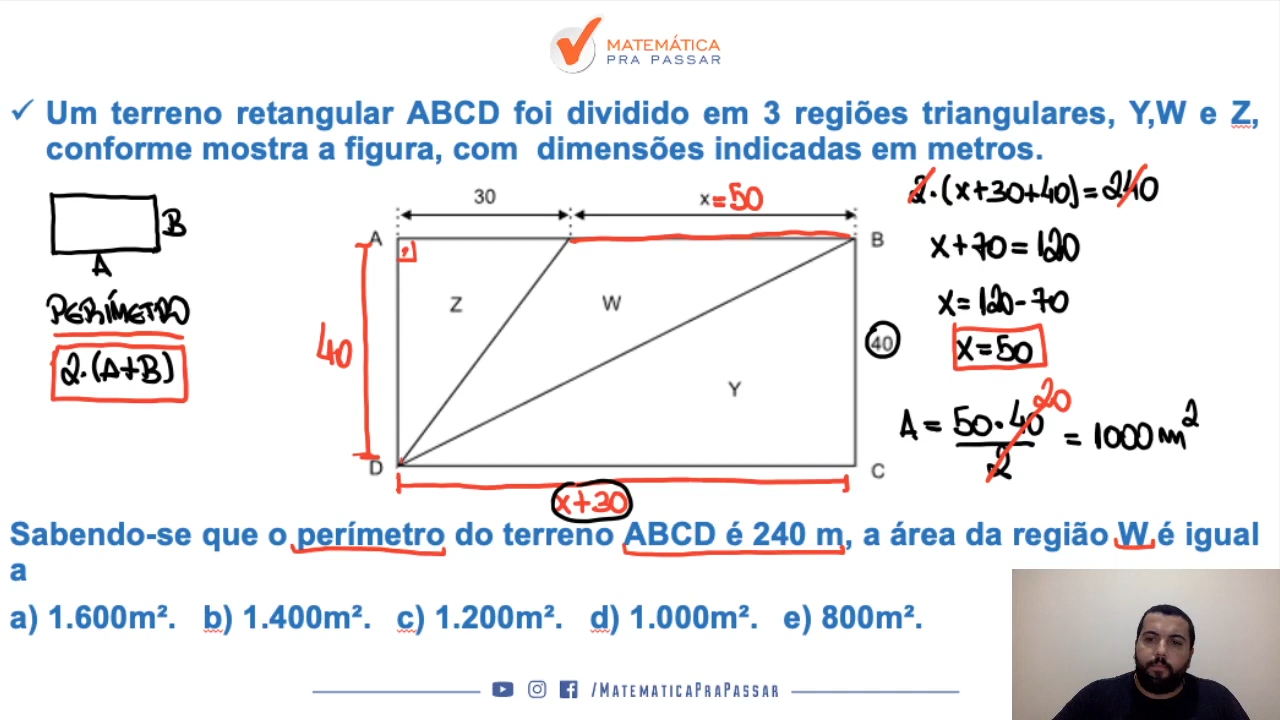 MATEMÁTICA
PRA PASSAR
✓ Um terreno retangular ABCD foi dividido em 3 regiões triangulares, Y,W e Z,
conforme mostra a figura, com dimensões indicadas em metros.
B
A
PERÍMETRO
2.(A+B)
30
x=50
A
B
Z
W
40
40
Y
D
C
x+30
2.(x+30+40)=240
x+70=120
x=120-70
x=50
A = 50.40/2 = 1000m²
20
Sabendo-se que o perímetro do terreno ABCD é 240 m, a área da região W é igual
a
a) 1.600m². b) 1.400m². c) 1.200m². d) 1.000m². e) 800m².
/MATEMATICAPRAPASSAR